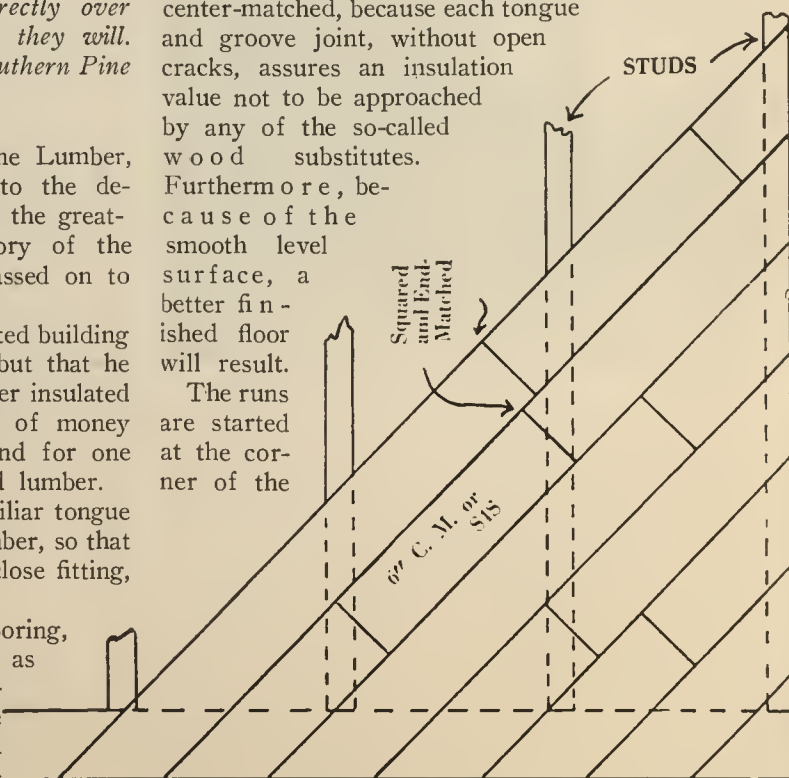 rectly over
they will.
uthern Pine
ne Lumber,
to the de-
the great-
ory of the
assed on to
ted building
but that he
er insulated
of money
nd for one
l lumber.
iliar tongue
ber, so that
close fitting,
oring,
as
center-matched, because each tongue
and groove joint, without open
cracks, assures an insulation
value not to be approached
by any of the so-called
wood substitutes.
Furthermore, be-
cause of the
smooth level
surface, a
better fin-
ished floor
will result.
The runs
are started
at the cor-
ner of the
STUDS
Squared
and End-
Matched
6" C. M. or
S1S